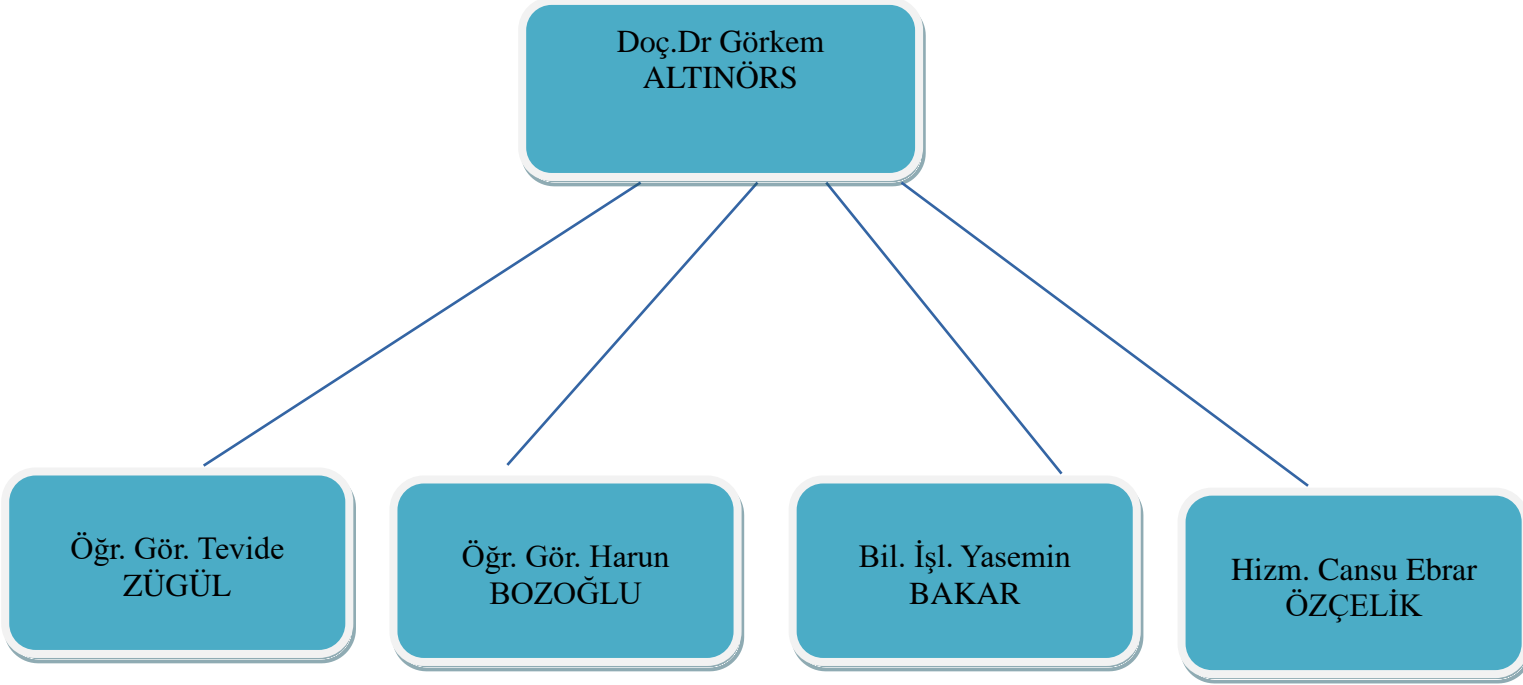 Doç.Dr Görkem
ALTINÖRS
Öğr. Gör. Tevide
ZÜGÜL
Öğr. Gör. Harun
BOZOĞLU
Bil. İşl. Yasemin
BAKAR
Hizm. Cansu Ebrar
ÖZÇELİK